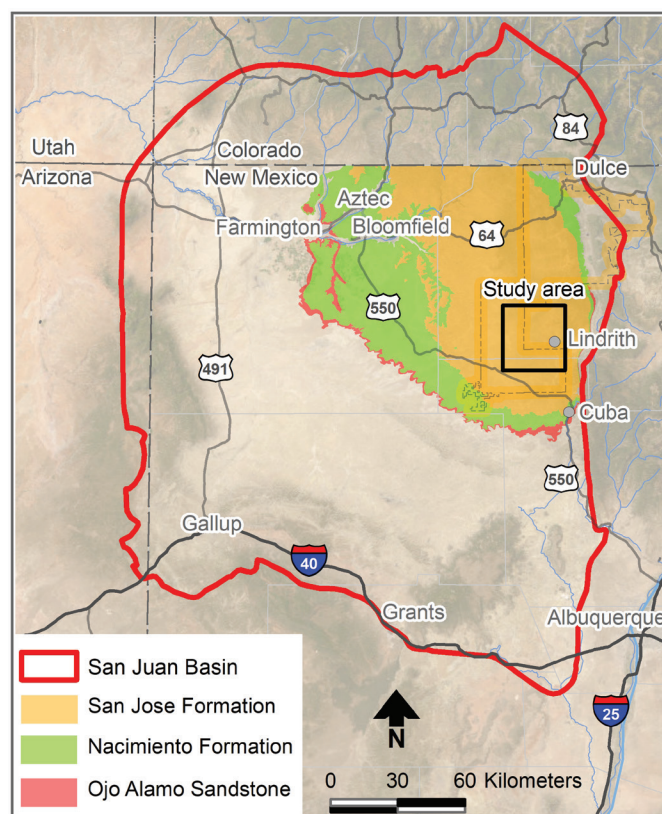 84
Utah
Colorado
Dulce
Arizona
New Mexico
Aztec
Farmington
Bloomfield
64
Study area
550
Lindrith
491
Cuba
550
Gallup
40
Grants
Albuquerque
San Juan Basin
San Jose Formation
25
Nacimiento Formation
N
Ojo Alamo Sandstone
0 30 60 Kilometers